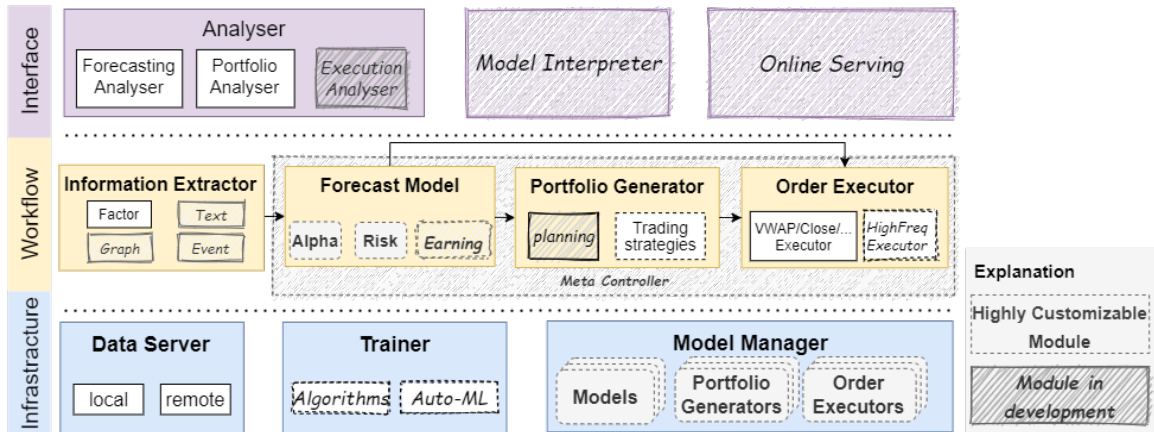 Interface
Analyser
Forecasting
Analyser
Portfolio
Analyser
Execution
Analyser
Model Interpreter
Online Serving
Workflow
Information Extractor
Factor
Text
Graph
Event
Forecast Model
Alpha
Risk
Earning
Portfolio Generator
planning
Trading
strategies
Order Executor
VWAP/Close/...
Executor
HighFreq
Executor
Meta Controller
Infrastracture
Data Server
local
remote
Trainer
Algorithms
Auto-ML
Model Manager
Models
Portfolio
Generators
Order
Executors
Explanation
Highly Customizable
Module
Module in
development